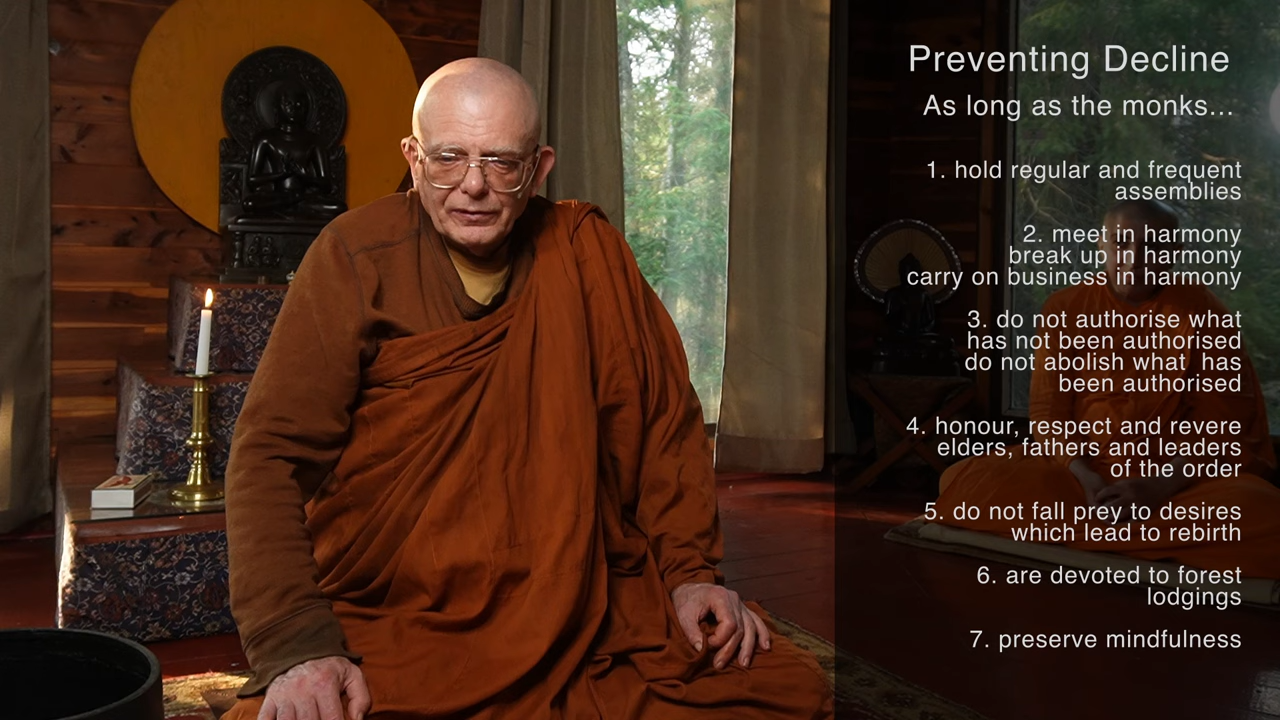 Preventing Decline
As long as the monks...
1. hold regular and frequent
assemblies
2. meet in harmony
break up in harmony
carry on business in harmony
3. do not authorise what
has not been authorised
do not abolish what  has
been authorised
4. honour, respect and revere
elders, fathers and leaders
of the order
5. do not fall prey to desires
which lead to rebirth
6. are devoted to forest
lodgings
7. preserve mindfulness